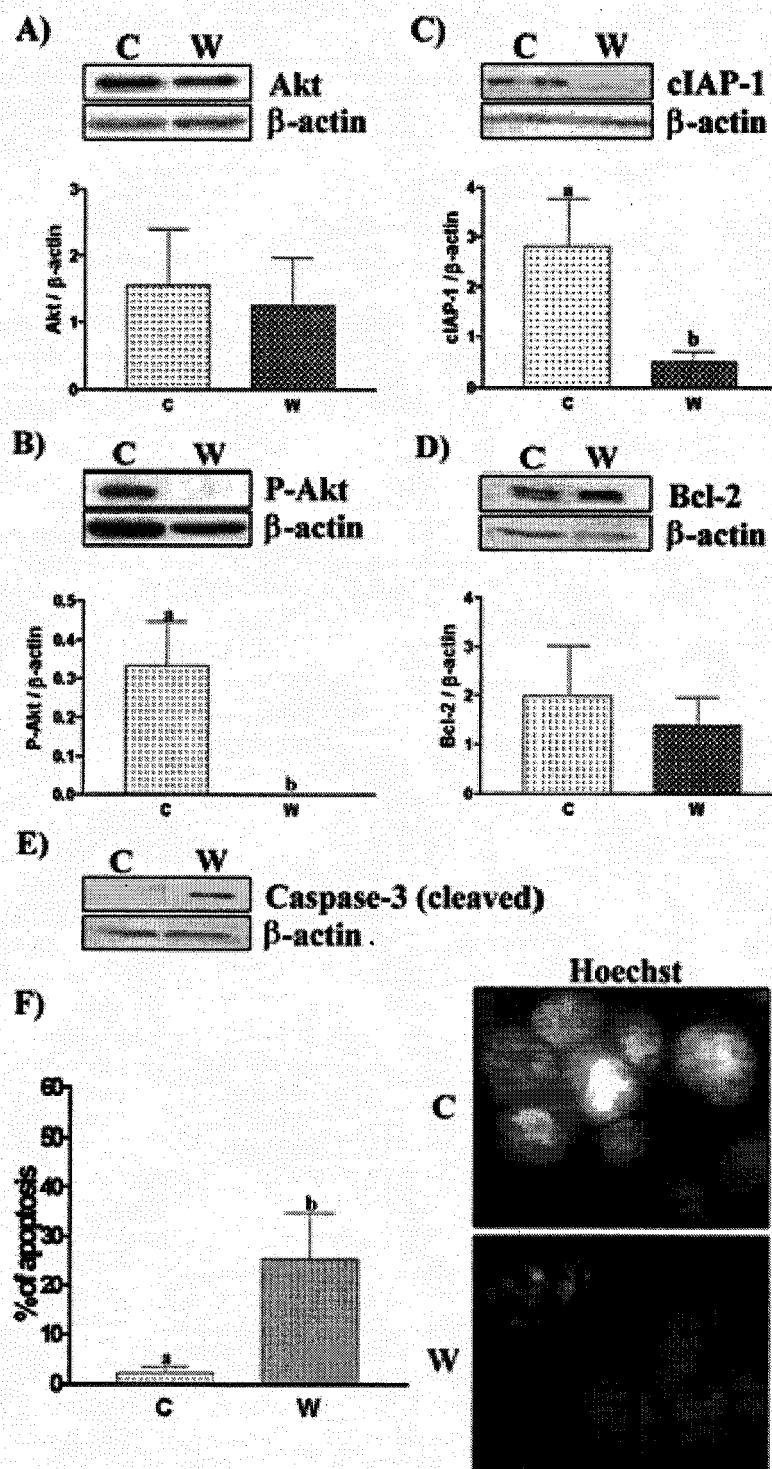 A)
C W
Akt
β-actin
3
2
1
0
Akt / β-actin
C W
C)
C W
cIAP-1
β-actin
4
3
2
1
0
cIAP-1 / β-actin
a
b
C W
B)
C W
P-Akt
β-actin
0.5
0.4
0.3
0.2
0.1
0.0
P-Akt / β-actin
a
b
C W
D)
C W
Bcl-2
β-actin
4
3
2
1
0
Bcl-2 / β-actin
C W
E)
C W
Caspase-3 (cleaved)
β-actin
F)
60
50
40
30
20
10
0
% of apoptosis
a
b
C W
Hoechst
C
W